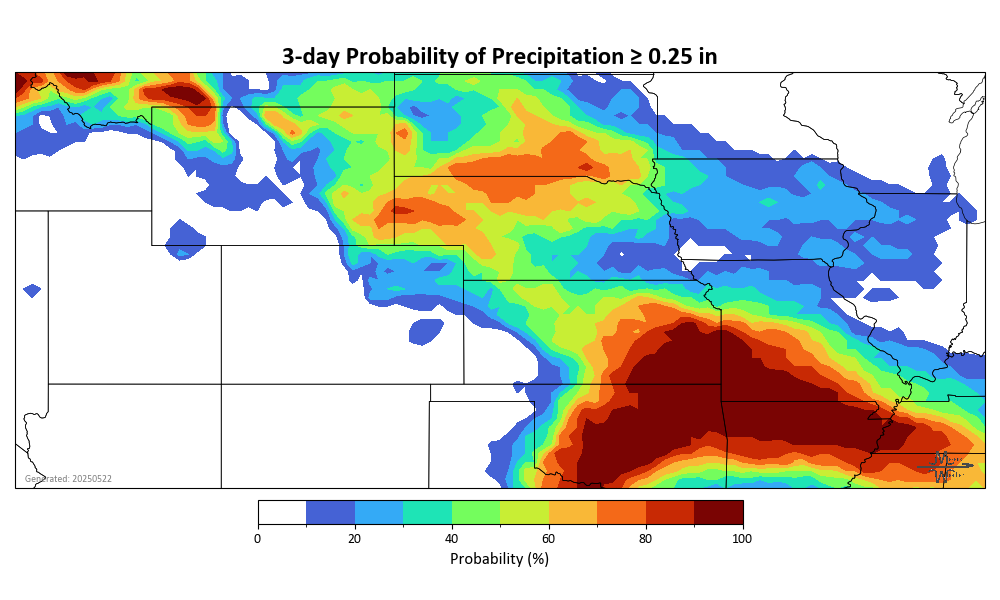 3-day Probability of Precipitation ≥ 0.25 in
Generated: 20250522
0 20 40 60 80 100
Probability (%)